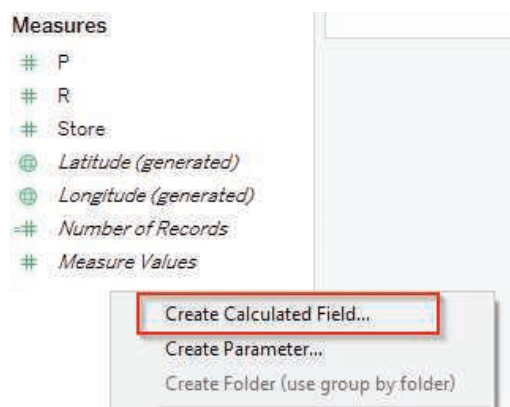 Measures
# P
# R
# Store
Latitude (generated)
Longitude (generated)
=# Number of Records
# Measure Values
Create Calculated Field...
Create Parameter...
Create Folder (use group by folder)